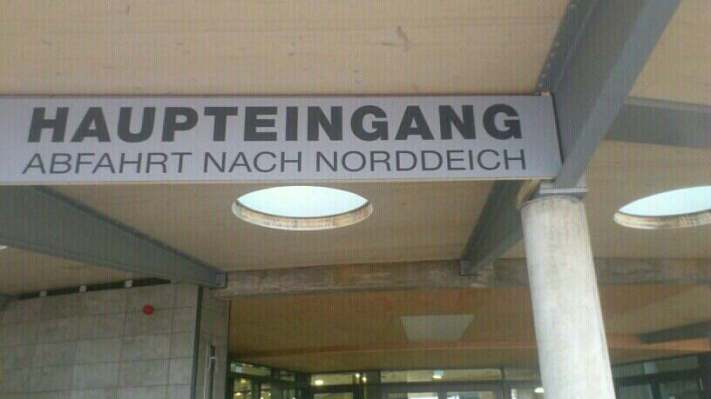 HAUPTEINGANG
ABFAHRT NACH NORDDEICH